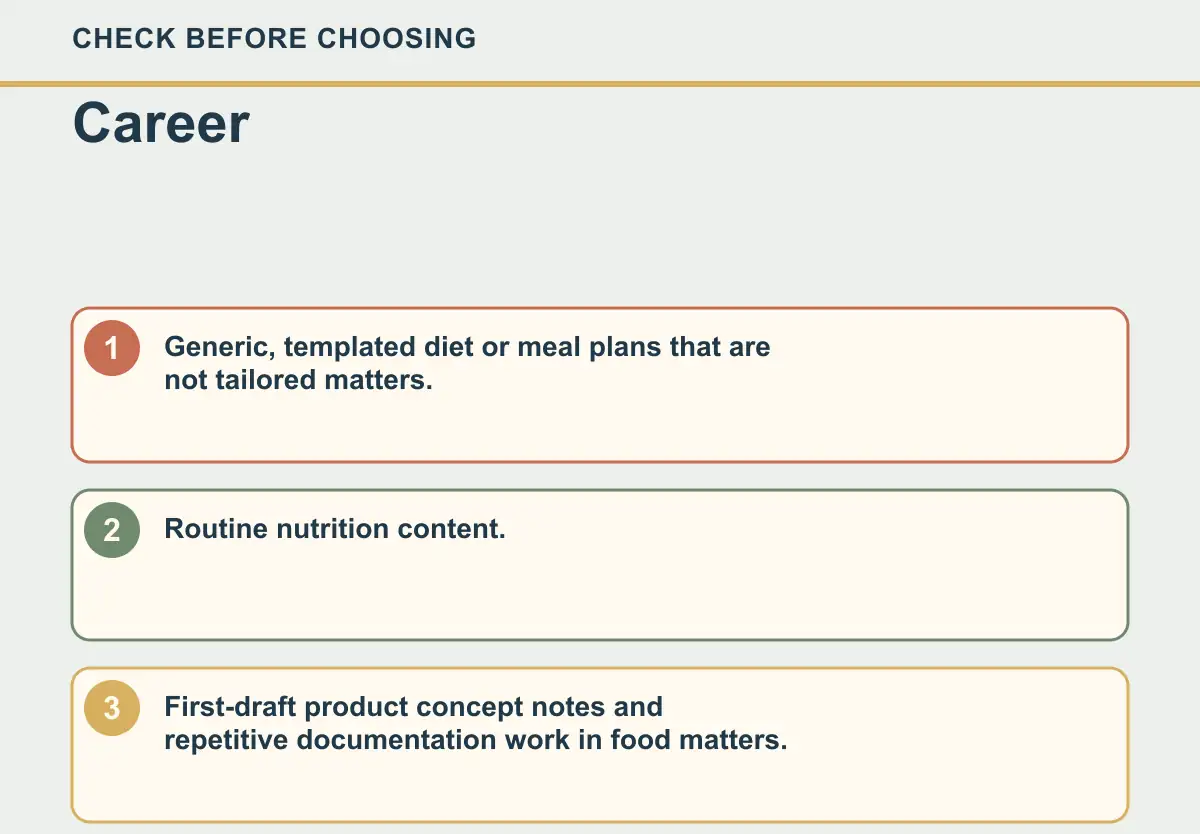 CHECK BEFORE CHOOSING
Career
1
Generic, templated diet or meal plans that are
not tailored matters.
2
Routine nutrition content.
3
First-draft product concept notes and
repetitive documentation work in food matters.